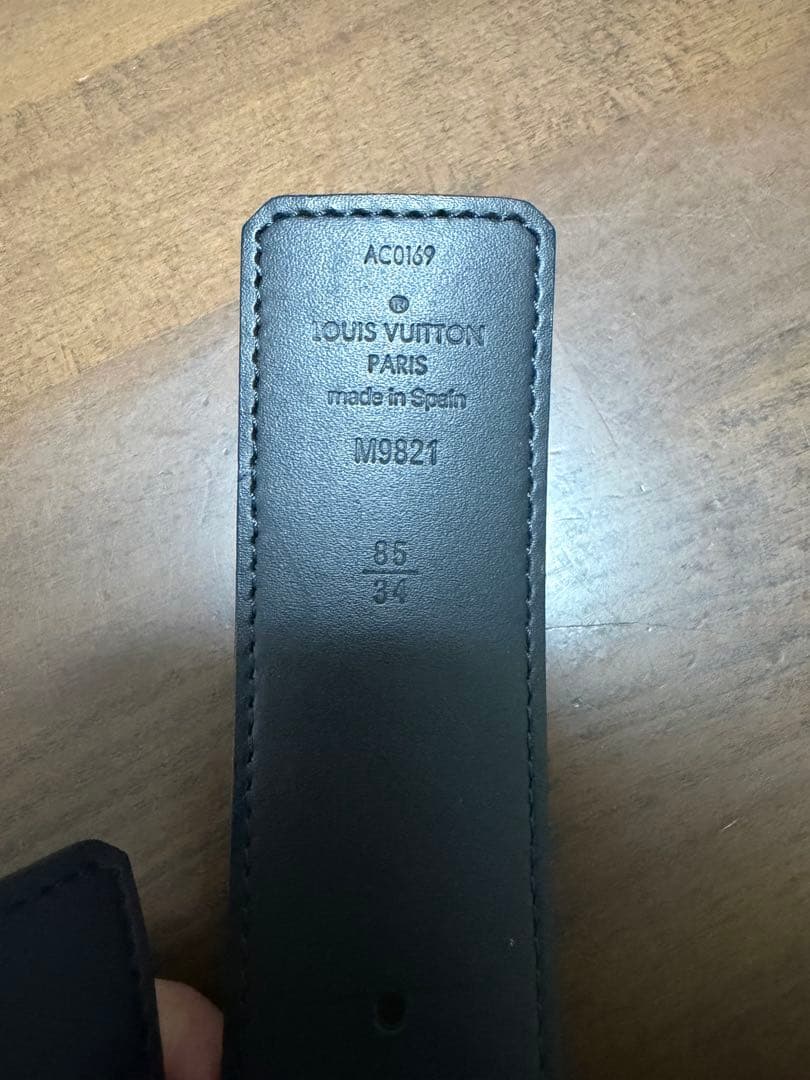 AC0169
®
LOUIS VUITTON
PARIS
made in Spain
M9821
85
34